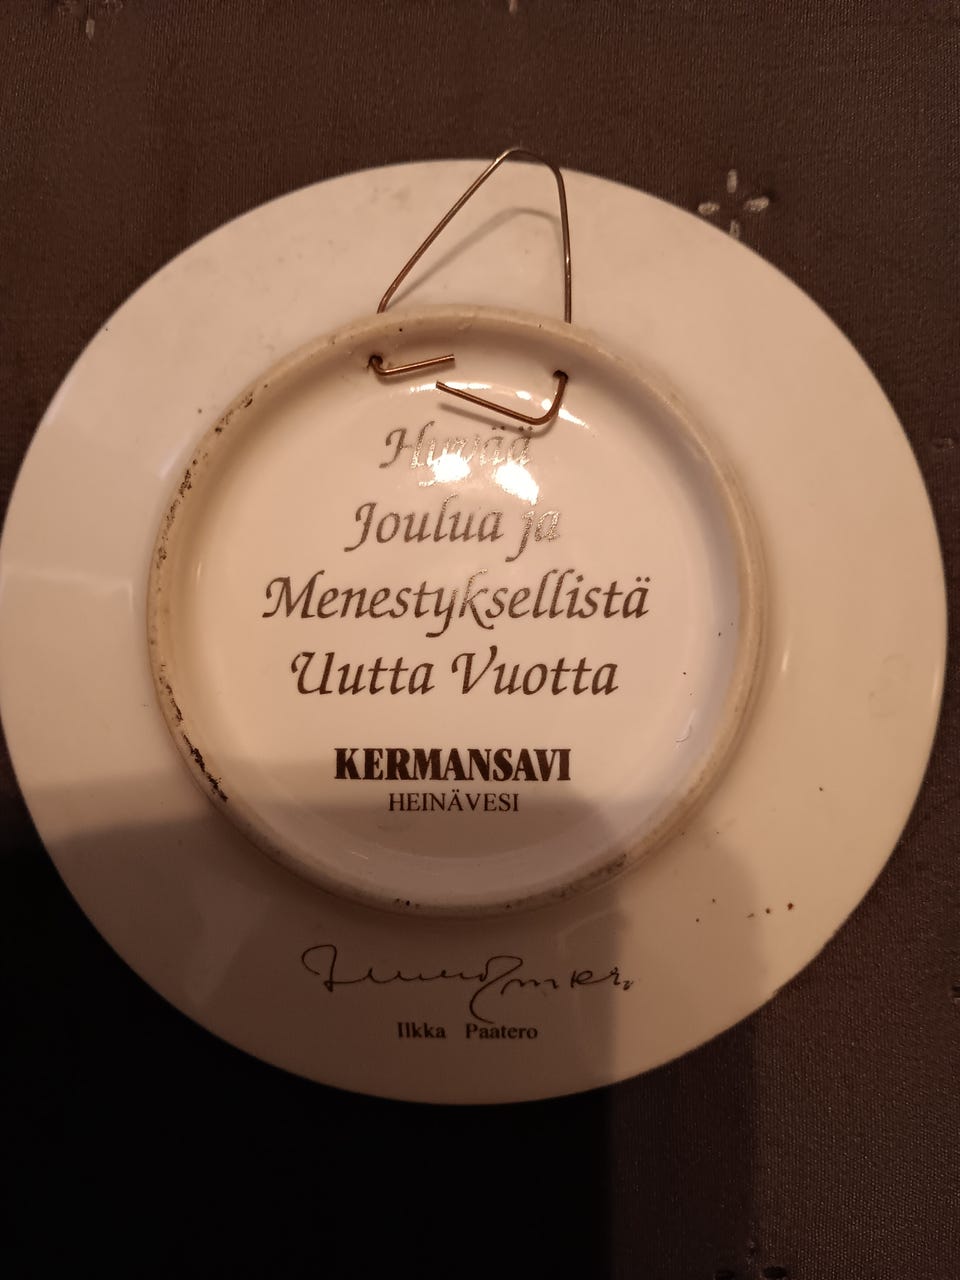 Hyvää
Joulua ja
Menestyksellistä
Uutta Vuotta
KERMANSAVI
HEINÄVESI
Ilkka Paatero